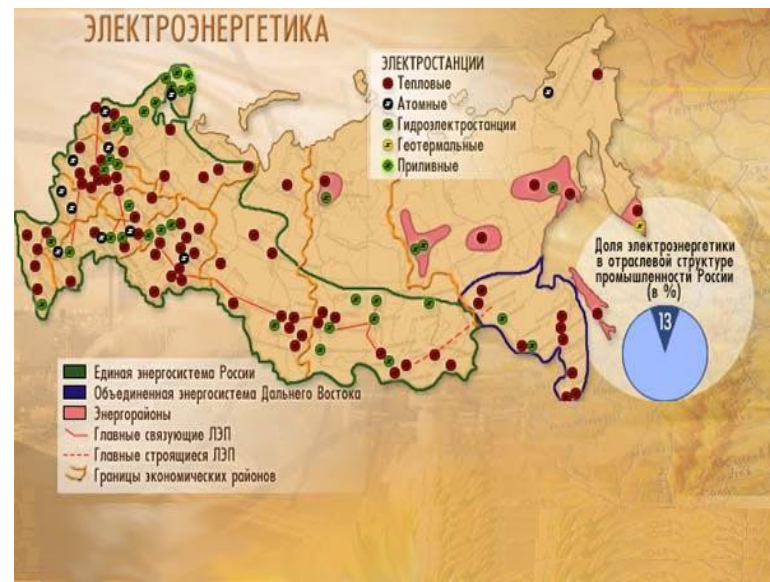 ЭЛЕКТРОЭНЕРГЕТИКА
ЭЛЕКТРОСТАНЦИИ
Тепловые
Атомные
Гидроэлектростанции
Геотермальные
Приливные
Доля электроэнергетики
в отраслевой структуре
промышленности России
(в %)
13
Единая энергосистема России
Объединенная энергосистема Дальнего Востока
Энергорайоны
Главные связующие ЛЭП
Главные строящиеся ЛЭП
Границы экономических районов